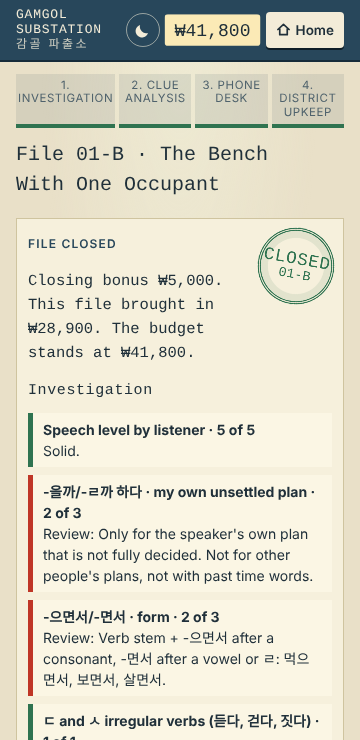 GAMGOL
SUBSTATION
감골 파출소
₩41,800
Home
1.
INVESTIGATION
2. CLUE
ANALYSIS
3. PHONE
DESK
4.
DISTRICT
UPKEEP
File 01-B · The Bench
With One Occupant
FILE CLOSED
CLOSED
01-B
Closing bonus ₩5,000.
This file brought in
₩28,900. The budget
stands at ₩41,800.
Investigation
Speech level by listener · 5 of 5
Solid.
-을까/-ㄹ까 하다 · my own unsettled plan ·
2 of 3
Review: Only for the speaker's own plan
that is not fully decided. Not for other
people's plans, not with past time words.
-으면서/-면서 · form · 2 of 3
Review: Verb stem + -으면서 after a
consonant, -면서 after a vowel or ㄹ: 먹으
면서, 보면서, 살면서.
ㄷ and ㅅ irregular verbs (듣다, 걷다, 짓다) ·
1 of 1